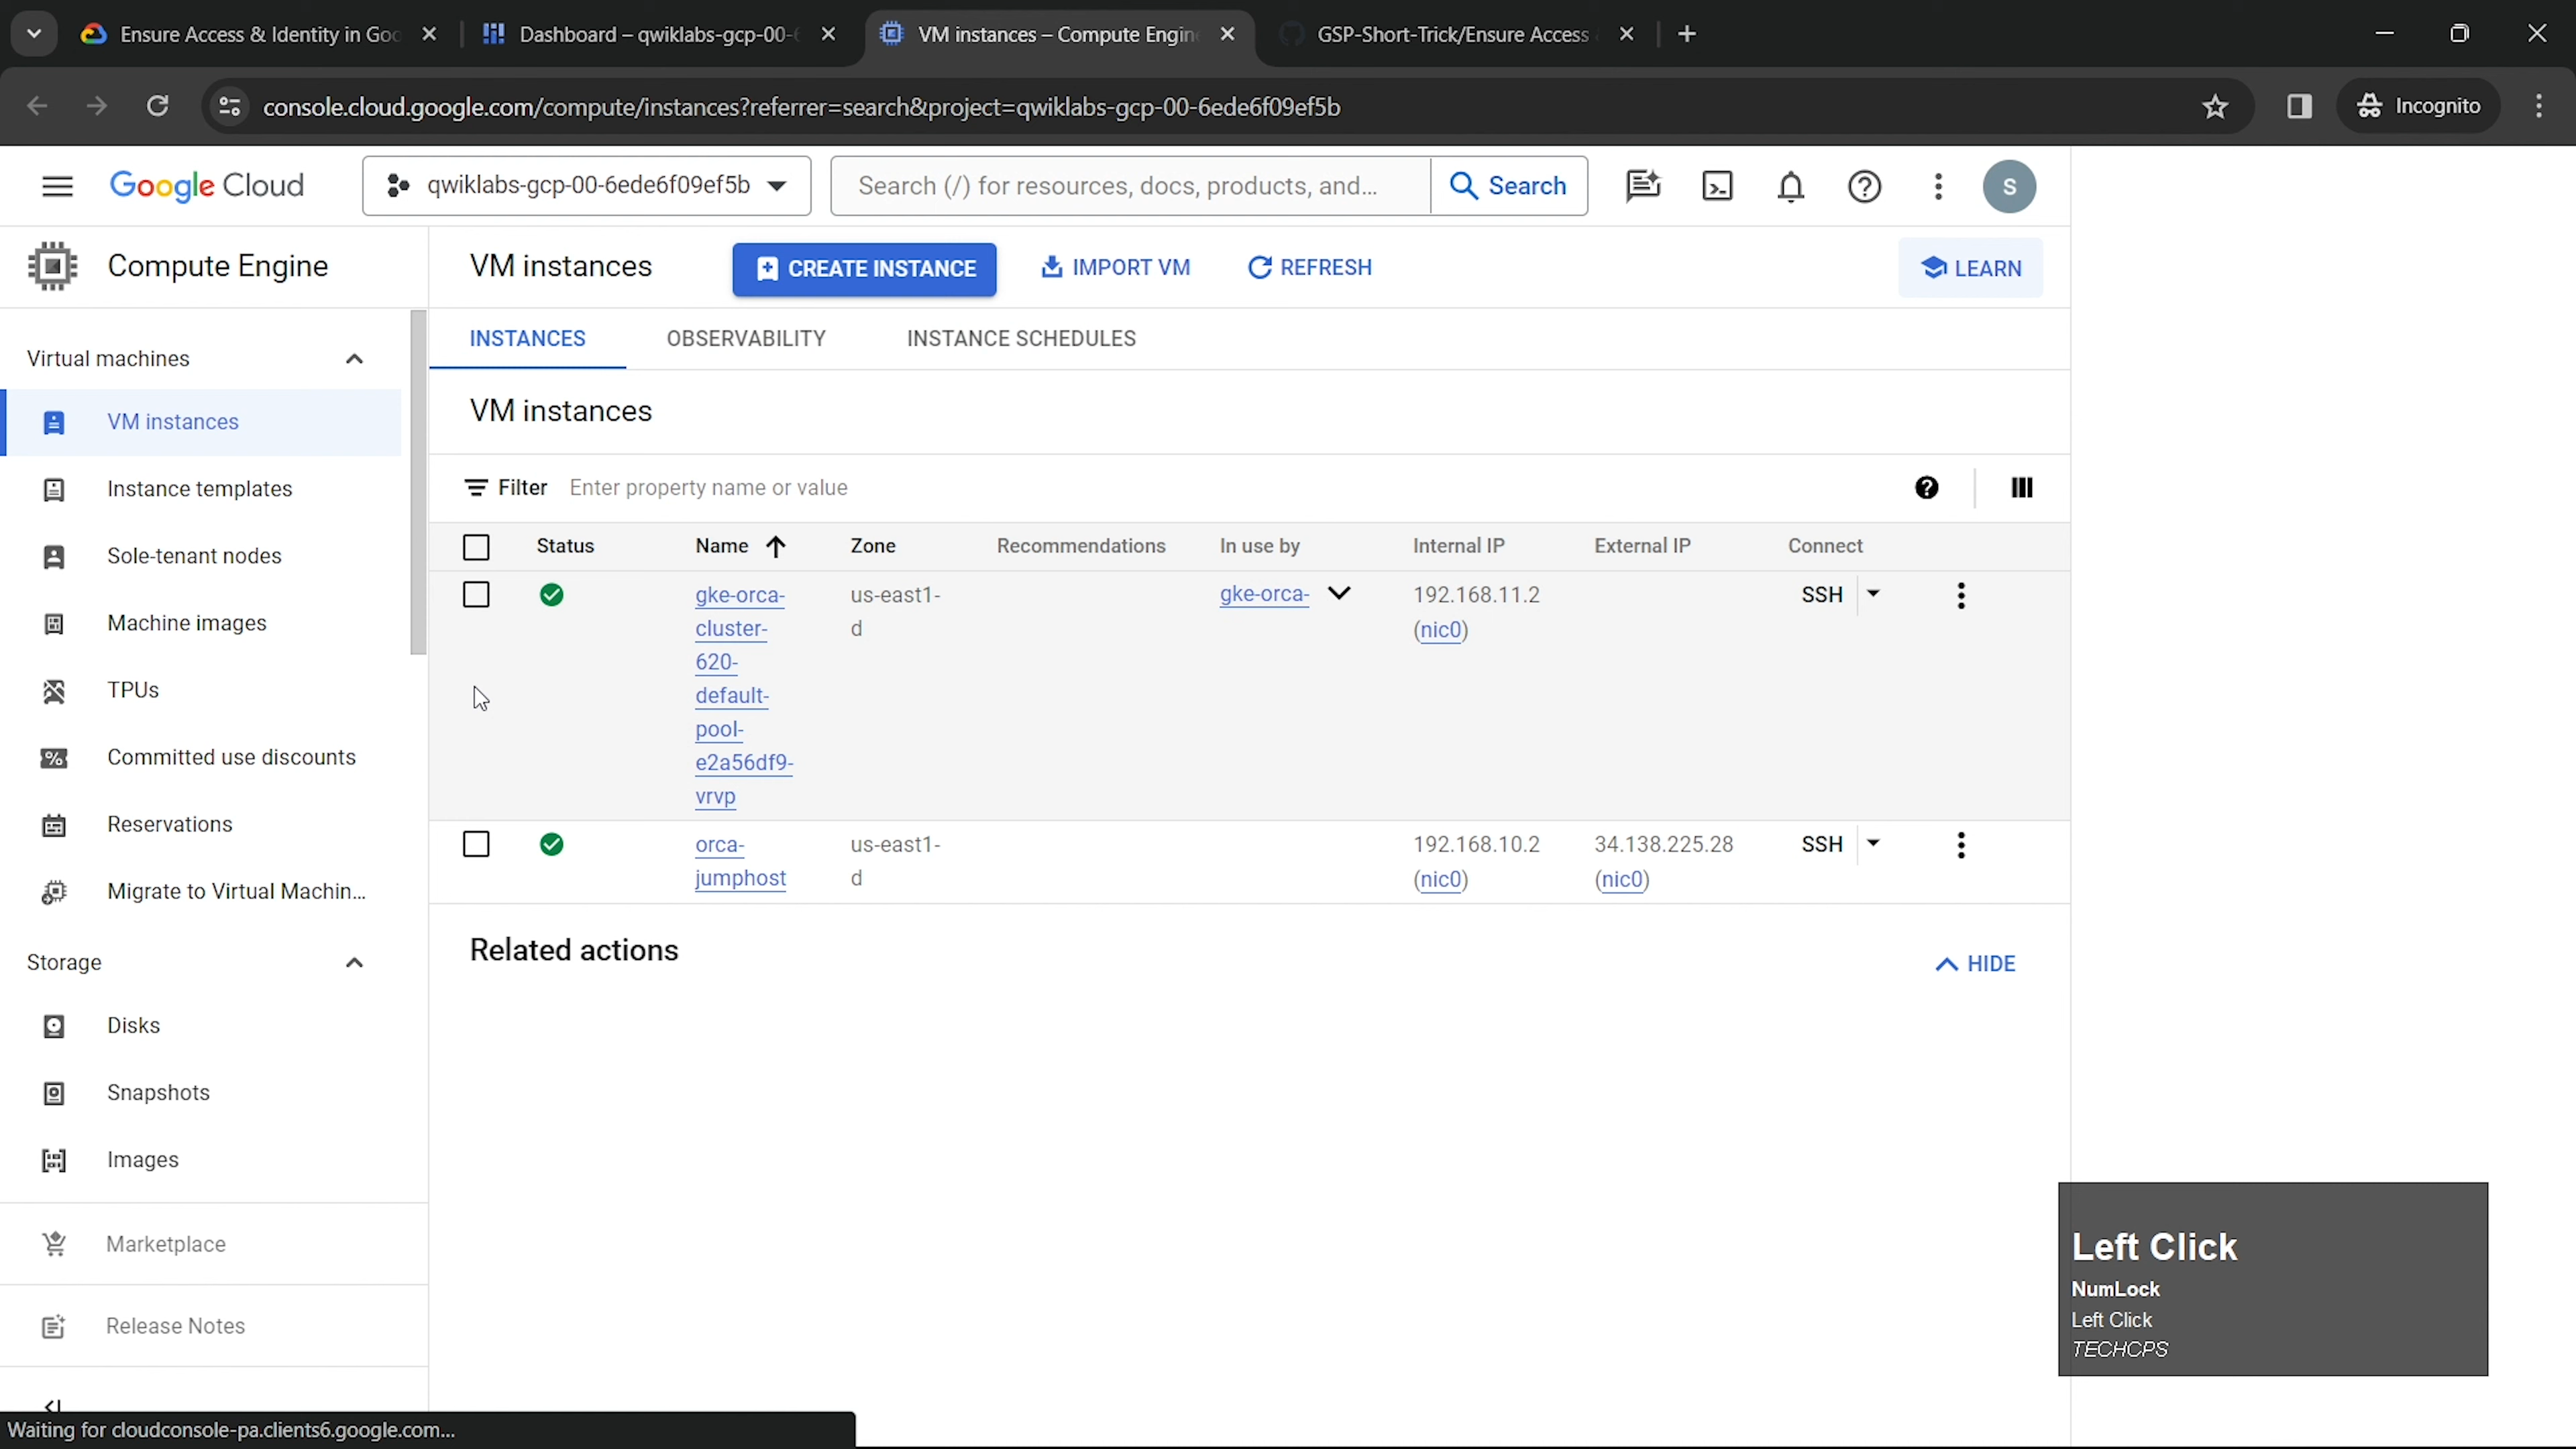 Ensure Access & Identity in Goo
Dashboard – qwiklabs-gcp-00-6
VM instances – Compute Engin
GSP-Short-Trick/Ensure Access
console.cloud.google.com/compute/instances?referrer=search&project=qwiklabs-gcp-00-6ede6f09ef5b
Incognito
Google Cloud
qwiklabs-gcp-00-6ede6f09ef5b
Search (/) for resources, docs, products, and...
Search
S
Compute Engine
VM instances
CREATE INSTANCE
IMPORT VM
REFRESH
LEARN
INSTANCES
OBSERVABILITY
INSTANCE SCHEDULES
Virtual machines
VM instances
Instance templates
Sole-tenant nodes
Machine images
TPUs
Committed use discounts
Reservations
Migrate to Virtual Machin...
Storage
Disks
Snapshots
Images
Marketplace
Release Notes
VM instances
Filter Enter property name or value
Status Name Zone Recommendations In use by Internal IP External IP Connect
gke-orca- us-east1- gke-orca- 192.168.11.2 SSH
cluster- d (nic0)
620-
default-
pool-
e2a56df9-
vrvp
orca- us-east1- 192.168.10.2 34.138.225.28 SSH
jumphost d (nic0) (nic0)
Related actions
HIDE
Left Click
NumLock
Left Click
TECHCPS
Waiting for cloudconsole-pa.clients6.google.com...